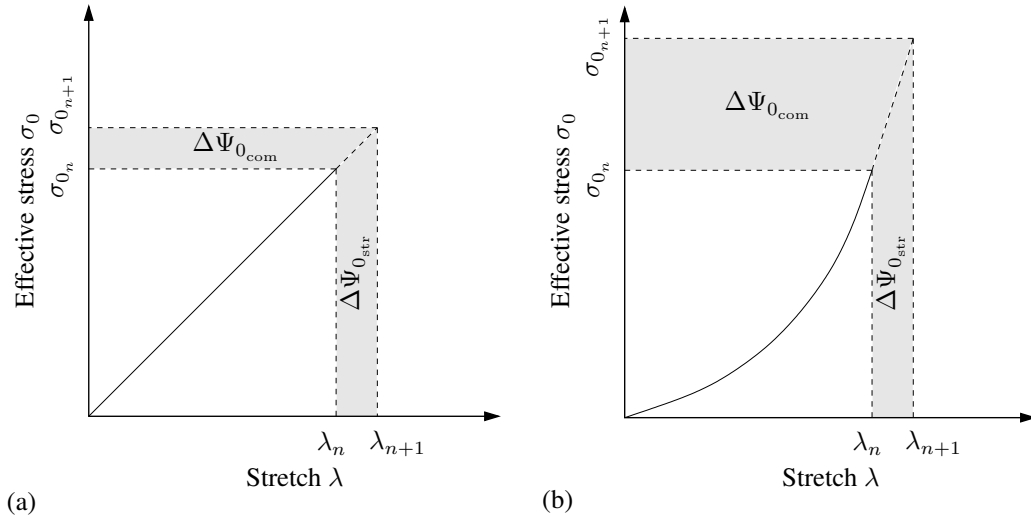 Effective stress σ₀
σ₀ₙ₊₁
σ₀ₙ
ΔΨ₀com
ΔΨ₀str
λₙ
λₙ₊₁
Stretch λ
(a)
Effective stress σ₀
σ₀ₙ₊₁
σ₀ₙ
ΔΨ₀com
ΔΨ₀str
λₙ
λₙ₊₁
Stretch λ
(b)